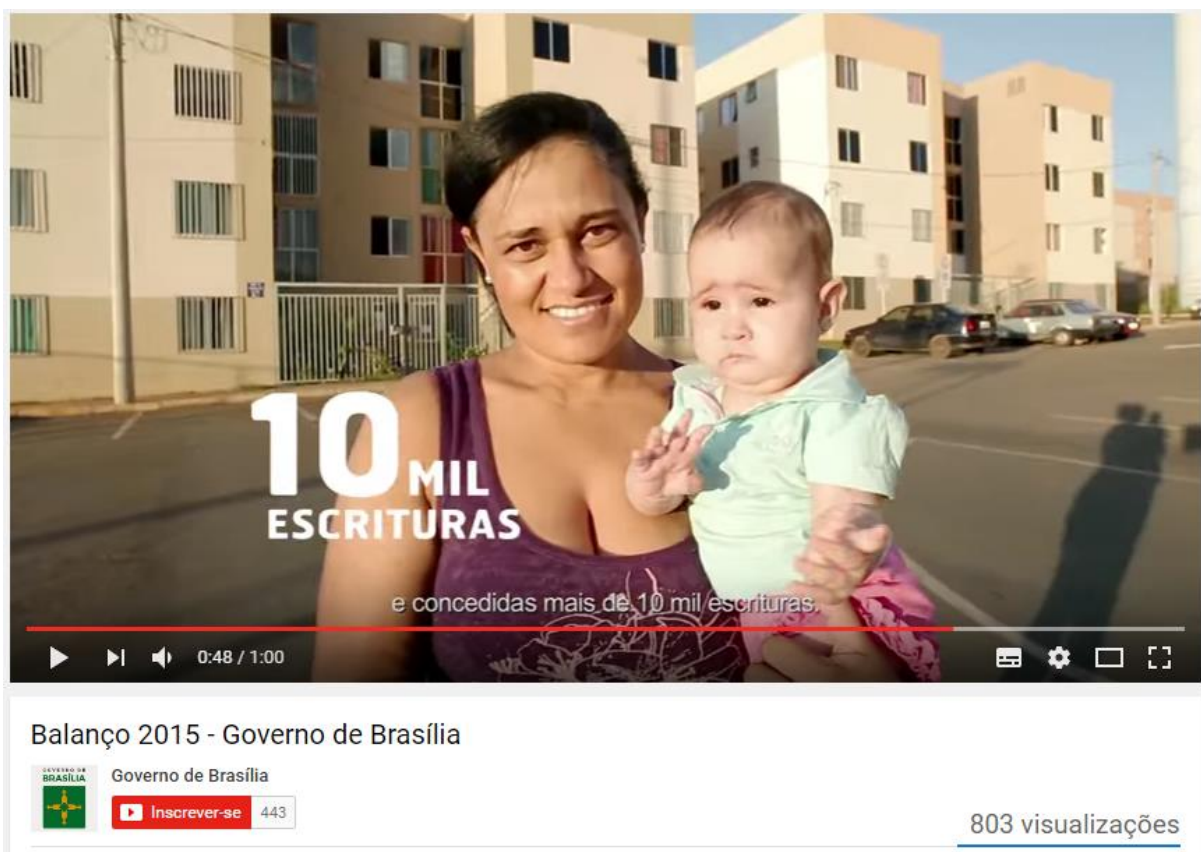 10 MIL
ESCRITURAS
e concedidas mais de 10 mil escrituras.
0:48 / 1:00
Balanço 2015 - Governo de Brasília
GOVERNO DE
BRASÍLIA
Governo de Brasília
Inscrever-se 443
803 visualizações